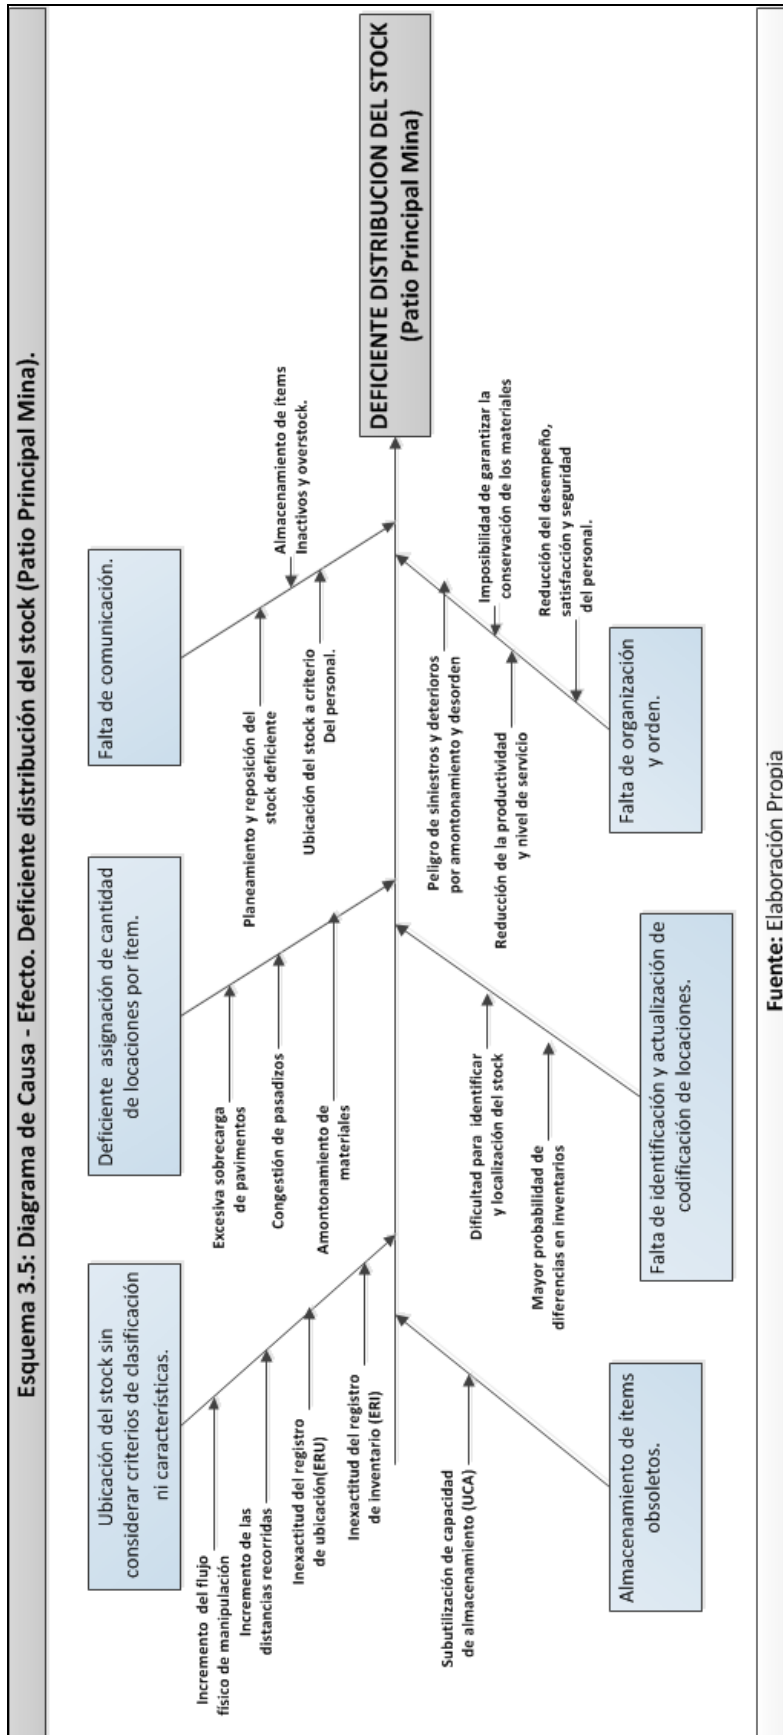 Esquema 3.5: Diagrama de Causa - Efecto. Deficiente distribución del stock (Patio Principal Mina).
Ubicación del stock sin
considerar criterios de clasificación
ni características.
Deficiente asignación de cantidad
de locaciones por ítem.
Falta de comunicación.
Incremento del flujo
físico de manipulación
Incremento de las
distancias recorridas
Inexactitud del registro
de ubicación(ERU)
Inexactitud del registro
de inventario (ERI)
Excesiva sobrecarga
de pavimentos
Congestión de pasadizos
Amontonamiento de
materiales
Planeamiento y reposición del
stock deficiente
Almacenamiento de ítems
Inactivos y overstock.
Ubicación del stock a criterio
Del personal.
DEFICIENTE DISTRIBUCION DEL STOCK
(Patio Principal Mina)
Subutilización de capacidad
de almacenamiento (UCA)
Dificultad para identificar
y localización del stock
Mayor probabilidad de
diferencias en inventarios
Peligro de siniestros y deterioros
por amontonamiento y desorden
Imposibilidad de garantizar la
conservación de los materiales
Reducción de la productividad
y nivel de servicio
Reducción del desempeño,
satisfacción y seguridad
del personal.
Almacenamiento de ítems
obsoletos.
Falta de identificación y actualización de
codificación de locaciones.
Falta de organización
y orden.
Fuente: Elaboración Propia